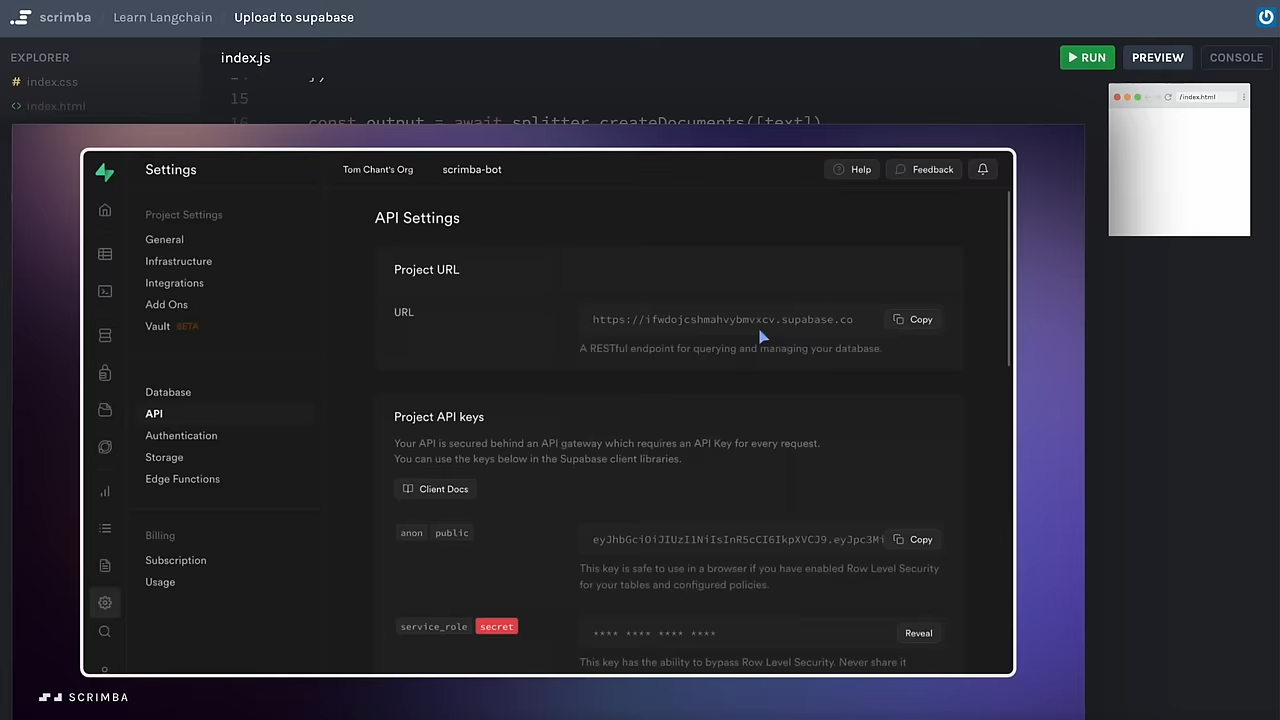 scrimba
Learn Langchain
Upload to supabase
EXPLORER
index.js
RUN
PREVIEW
CONSOLE
# index.css
<> index.html
15
16 const output = await splitter.createDocuments([text])
/index.html
Settings
Tom Chant's Org
scrimba-bot
Help
Feedback
Project Settings
General
Infrastructure
Integrations
Add Ons
Vault BETA
Database
API
Authentication
Storage
Edge Functions
Billing
Subscription
Usage
API Settings
Project URL
URL
https://ifwdojcshmahvybmvxcv.supabase.co
Copy
A RESTful endpoint for querying and managing your database.
Project API keys
Your API is secured behind an API gateway which requires an API Key for every request.
You can use the keys below in the Supabase client libraries.
Client Docs
anon public
eyJhbGciOiJIUzI1NiIsInR5cCI6IkpXVCJ9.eyJpc3Mi
Copy
This key is safe to use in a browser if you have enabled Row Level Security
for your tables and configured policies.
service_role secret
**** **** **** ****
Reveal
This key has the ability to bypass Row Level Security. Never share it
SCRIMBA